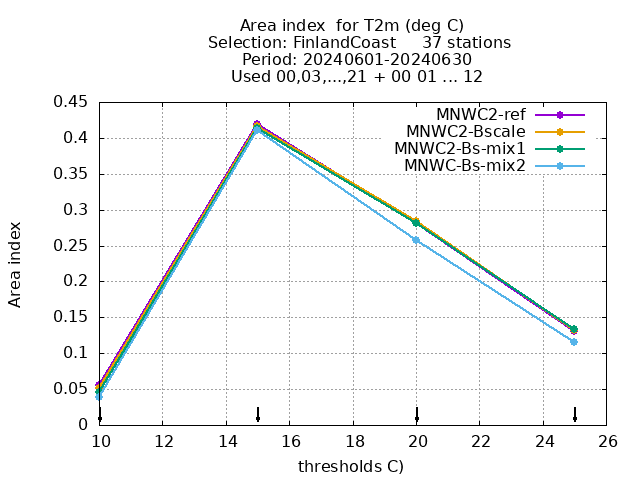 Area index  for T2m (deg C)
Selection: FinlandCoast     37 stations
Period: 20240601-20240630
Used 00,03,...,21 + 00 01 ... 12
MNWC2-ref
MNWC2-Bscale
MNWC2-Bs-mix1
MNWC-Bs-mix2
Area index
0.45
0.4
0.35
0.3
0.25
0.2
0.15
0.1
0.05
0
10 12 14 16 18 20 22 24 26
thresholds C)